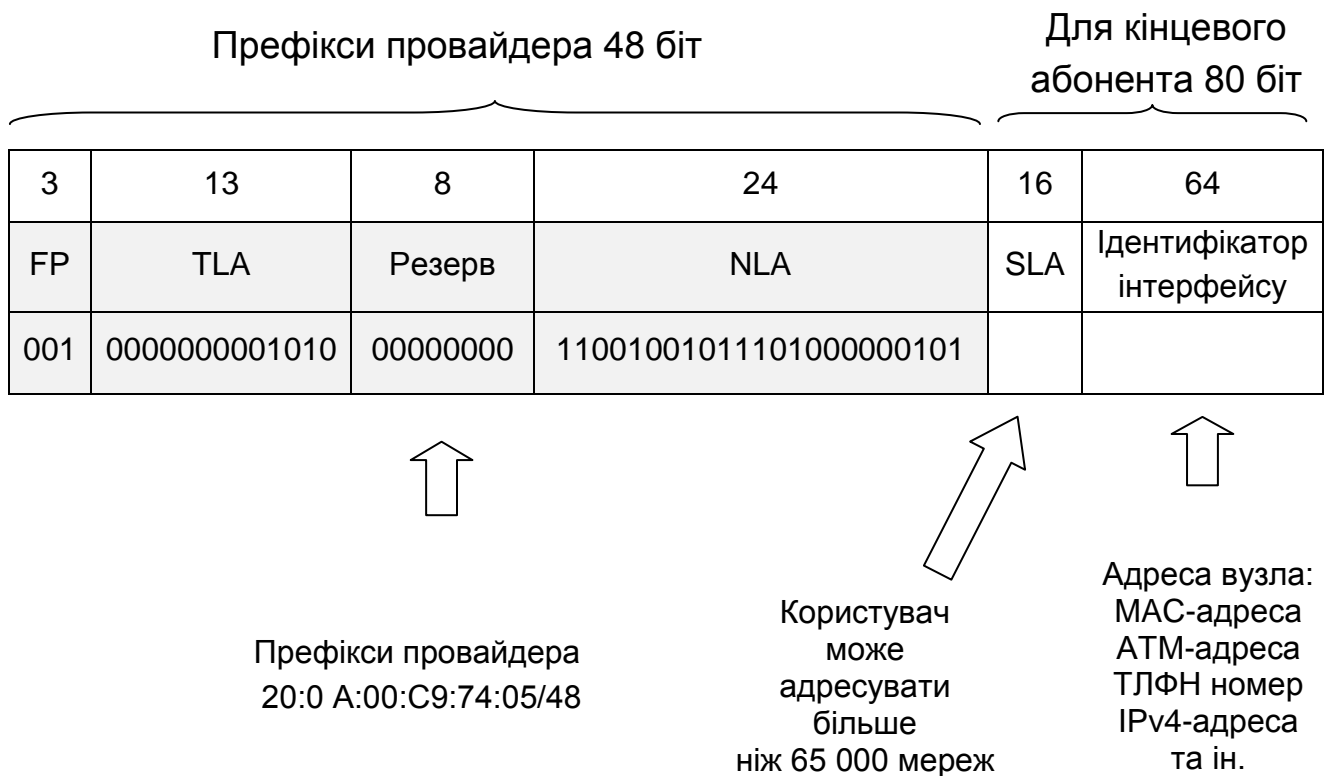 Префікси провайдера 48 біт
Для кінцевого
абонента 80 біт
3 13 8 24 16 64
FP TLA Резерв NLA SLA Ідентифікатор
інтерфейсу
001 0000000001010 00000000 110010010111010000000101
Префікси провайдера
20:0 A:00:C9:74:05/48
Користувач
може
адресувати
більше
ніж 65 000 мереж
Адреса вузла:
МАС-адреса
АТМ-адреса
ТЛФН номер
IPv4-адреса
та ін.